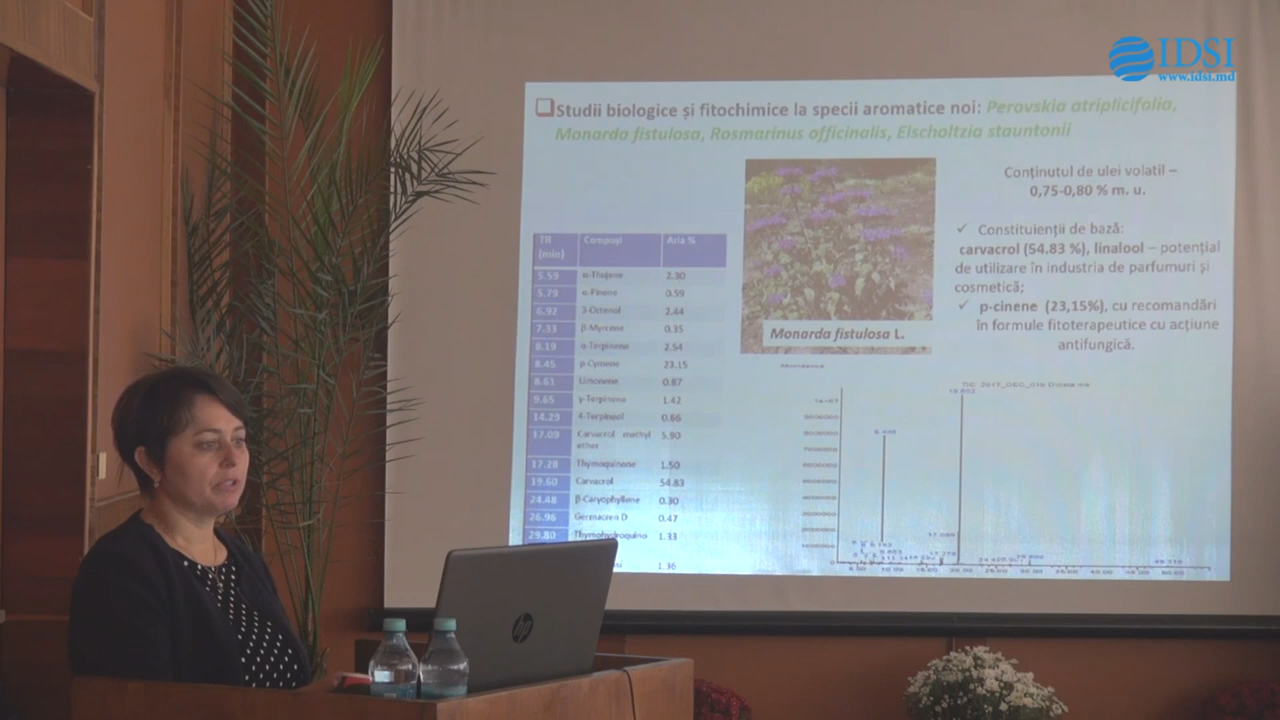 IDSI
www.idsi.md
Studii biologice și fitochimice la specii aromatice noi: Perovskia atriplicifolia,
Monarda fistulosa, Rosmarinus officinalis, Elscholtzia stauntonii
Conținutul de ulei volatil –
0,75-0,80 % m. u.
✓ Constituienții de bază:
carvacrol (54.83 %), linalool – potențial
de utilizare în industria de parfumuri și
cosmetică;
✓ p-cinene (23,15%), cu recomandări
în formule fitoterapeutice cu acțiune
antifungică.
Monardo fistulosa L.
TR (min) Compuși Aria %
5.59 α-Thujene 2.30
5.79 α-Pinene 0.59
6.92 3-Octenol 2.44
7.33 β-Myrcene 0.35
8.19 α-Terpinene 2.54
8.45 p-Cymene 23.15
8.61 Limonene 0.87
9.65 γ-Terpinene 1.42
14.29 4-Terpineol 0.66
17.09 Carvacrol methyl ether 5.90
17.28 Thymoquinone 1.50
19.60 Carvacrol 54.83
24.48 β-Caryophyllene 0.30
26.96 Germacren D 0.47
29.80 Thymohydroquino 1.33
1.36
Abundance
hp